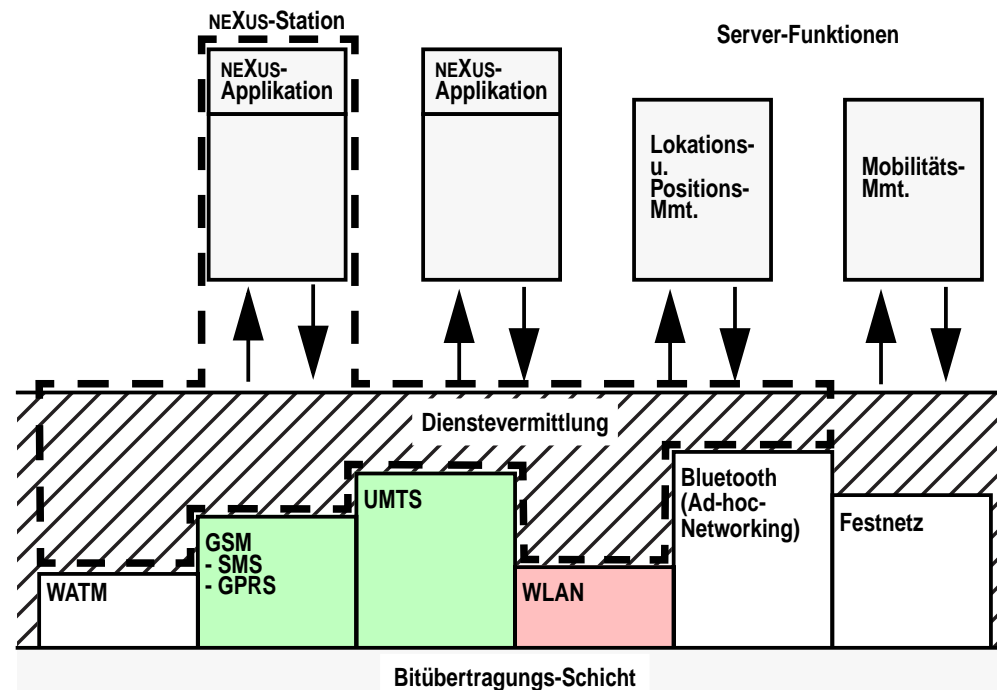 NEXUS-Station
Server-Funktionen
NEXUS-
Applikation
NEXUS-
Applikation
Lokations-
u.
Positions-
Mmt.
Mobilitäts-
Mmt.
Dienstevermittlung
WATM
GSM
- SMS
- GPRS
UMTS
WLAN
Bluetooth
(Ad-hoc-
Networking)
Festnetz
Bitübertragungs-Schicht